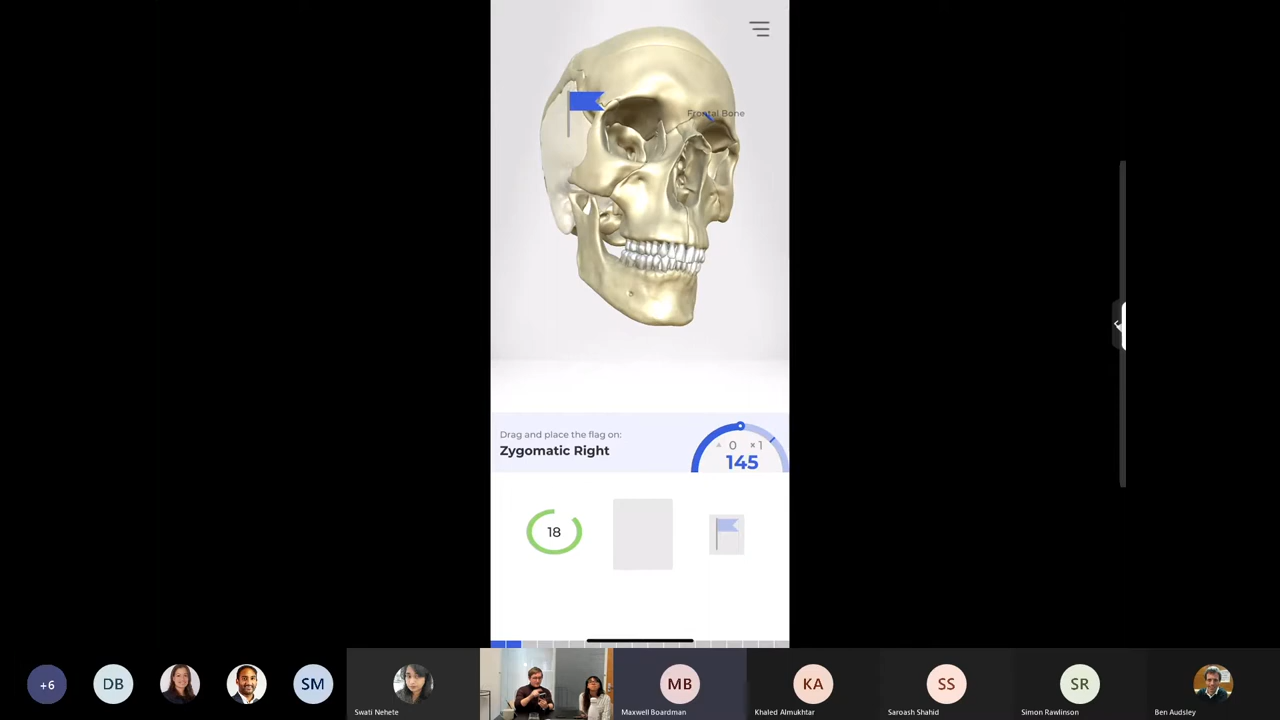 Frontal Bone
Drag and place the flag on:
Zygomatic Right
0 ×1
145
18
+6
DB
SM
Swati Nehete
MB
Maxwell Boardman
KA
Khaled Almukhtar
SS
Saroash Shahid
SR
Simon Rawlinson
Ben Audsley